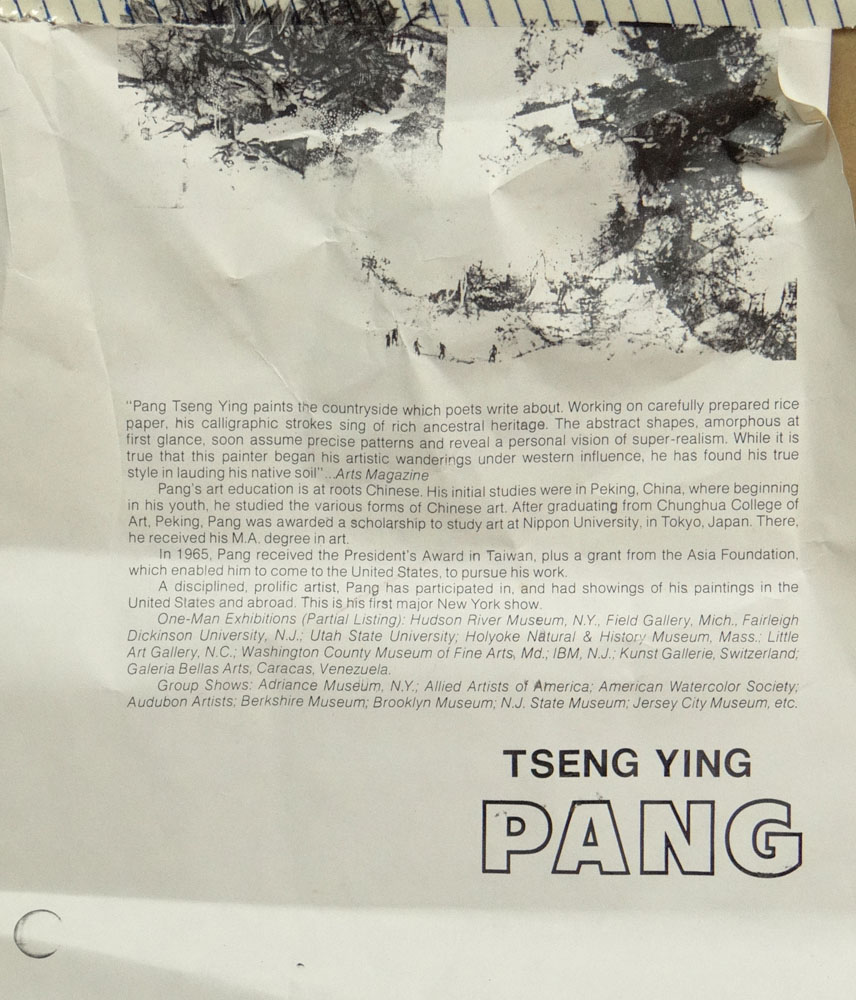 "Pang Tseng Ying paints the countryside which poets write about. Working on carefully prepared rice
paper, his calligraphic strokes sing of rich ancestral heritage. The abstract shapes, amorphous at
first glance, soon assume precise patterns and reveal a personal vision of super-realism. While it is
true that this painter began his artistic wanderings under western influence, he has found his true
style in lauding his native soil"...Arts Magazine
Pang's art education is at roots Chinese. His initial studies were in Peking, China, where beginning
in his youth, he studied the various forms of Chinese art. After graduating from Chunghua College of
Art, Peking, Pang was awarded a scholarship to study art at Nippon University, in Tokyo, Japan. There,
he received his M.A. degree in art.
In 1965, Pang received the President's Award in Taiwan, plus a grant from the Asia Foundation,
which enabled him to come to the United States, to pursue his work.
A disciplined, prolific artist, Pang has participated in, and had showings of his paintings in the
United States and abroad. This is his first major New York show.
One-Man Exhibitions (Partial Listing): Hudson River Museum, N.Y., Field Gallery, Mich., Fairleigh
Dickinson University, N.J.; Utah State University; Holyoke Natural & History Museum, Mass.; Little
Art Gallery, N.C.; Washington County Museum of Fine Arts, Md.; IBM, N.J.; Kunst Gallerie, Switzerland;
Galeria Bellas Arts, Caracas, Venezuela.
Group Shows: Adriance Museum, N.Y.; Allied Artists of America; American Watercolor Society;
Audubon Artists; Berkshire Museum; Brooklyn Museum; N.J. State Museum; Jersey City Museum, etc.
TSENG YING
PANG